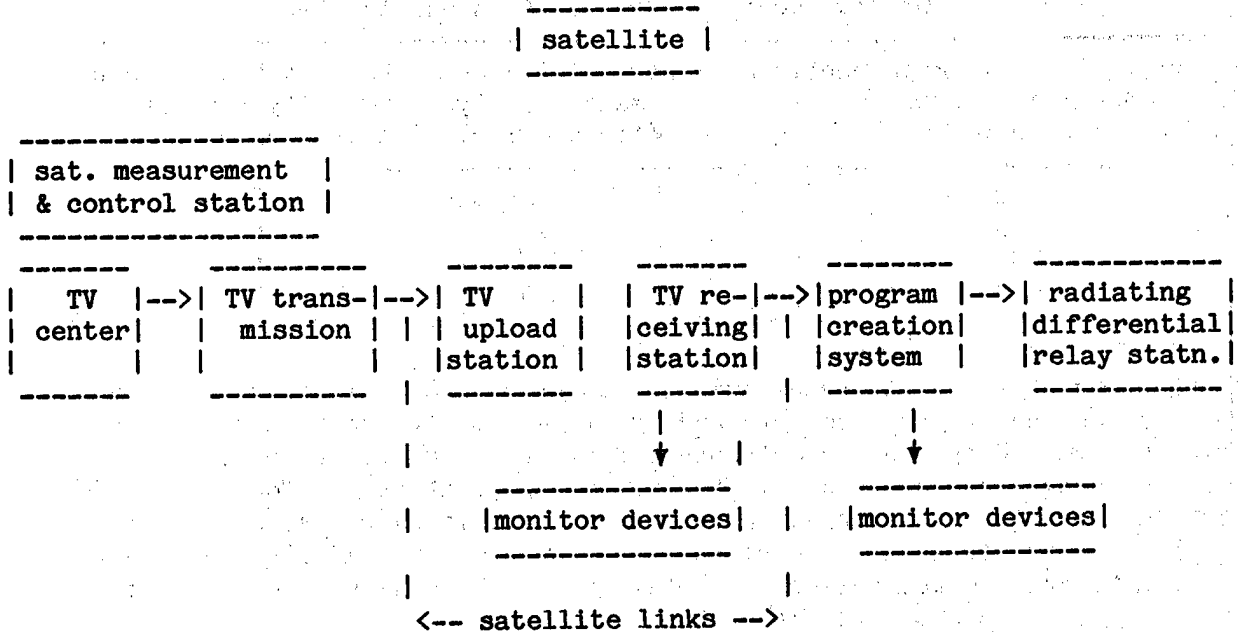 satellite
sat. measurement
& control station
TV
center
TV trans-
mission
TV
upload
station
TV re-
ceiving
station
program
creation
system
radiating
differential
relay statn.
monitor devices
monitor devices
<-- satellite links -->